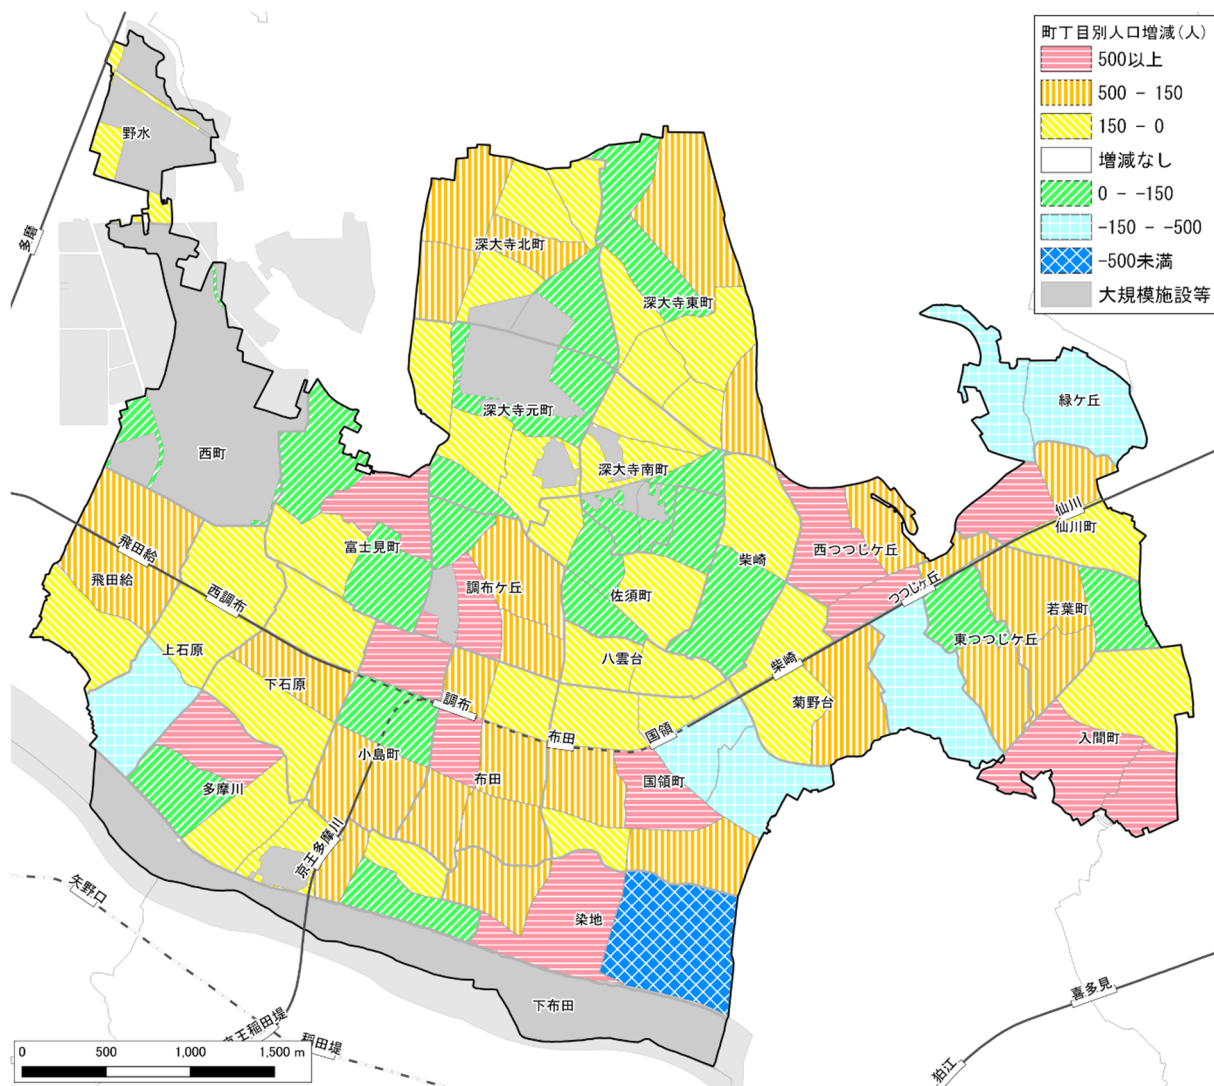 町丁目別人口増減(人)
500以上
500 - 150
150 - 0
増減なし
0 - -150
-150 - -500
-500未満
大規模施設等
野水
多磨
深大寺北町
深大寺東町
緑ケ丘
深大寺元町
西町
深大寺南町
仙川
仙川町
飛田給
富士見町
西つつじケ丘
柴崎
飛田給
調布ケ丘
つつじケ丘
西調布
佐須町
若葉町
東つつじケ丘
上石原
八雲台
柴崎
下石原
調布
菊野台
国領
布田
入間町
小島町
布田
国領町
多摩川
京王多摩川
矢野口
染地
下布田
喜多見
京王稲田堤
稲田堤
狛江
0 500 1,000 1,500 m